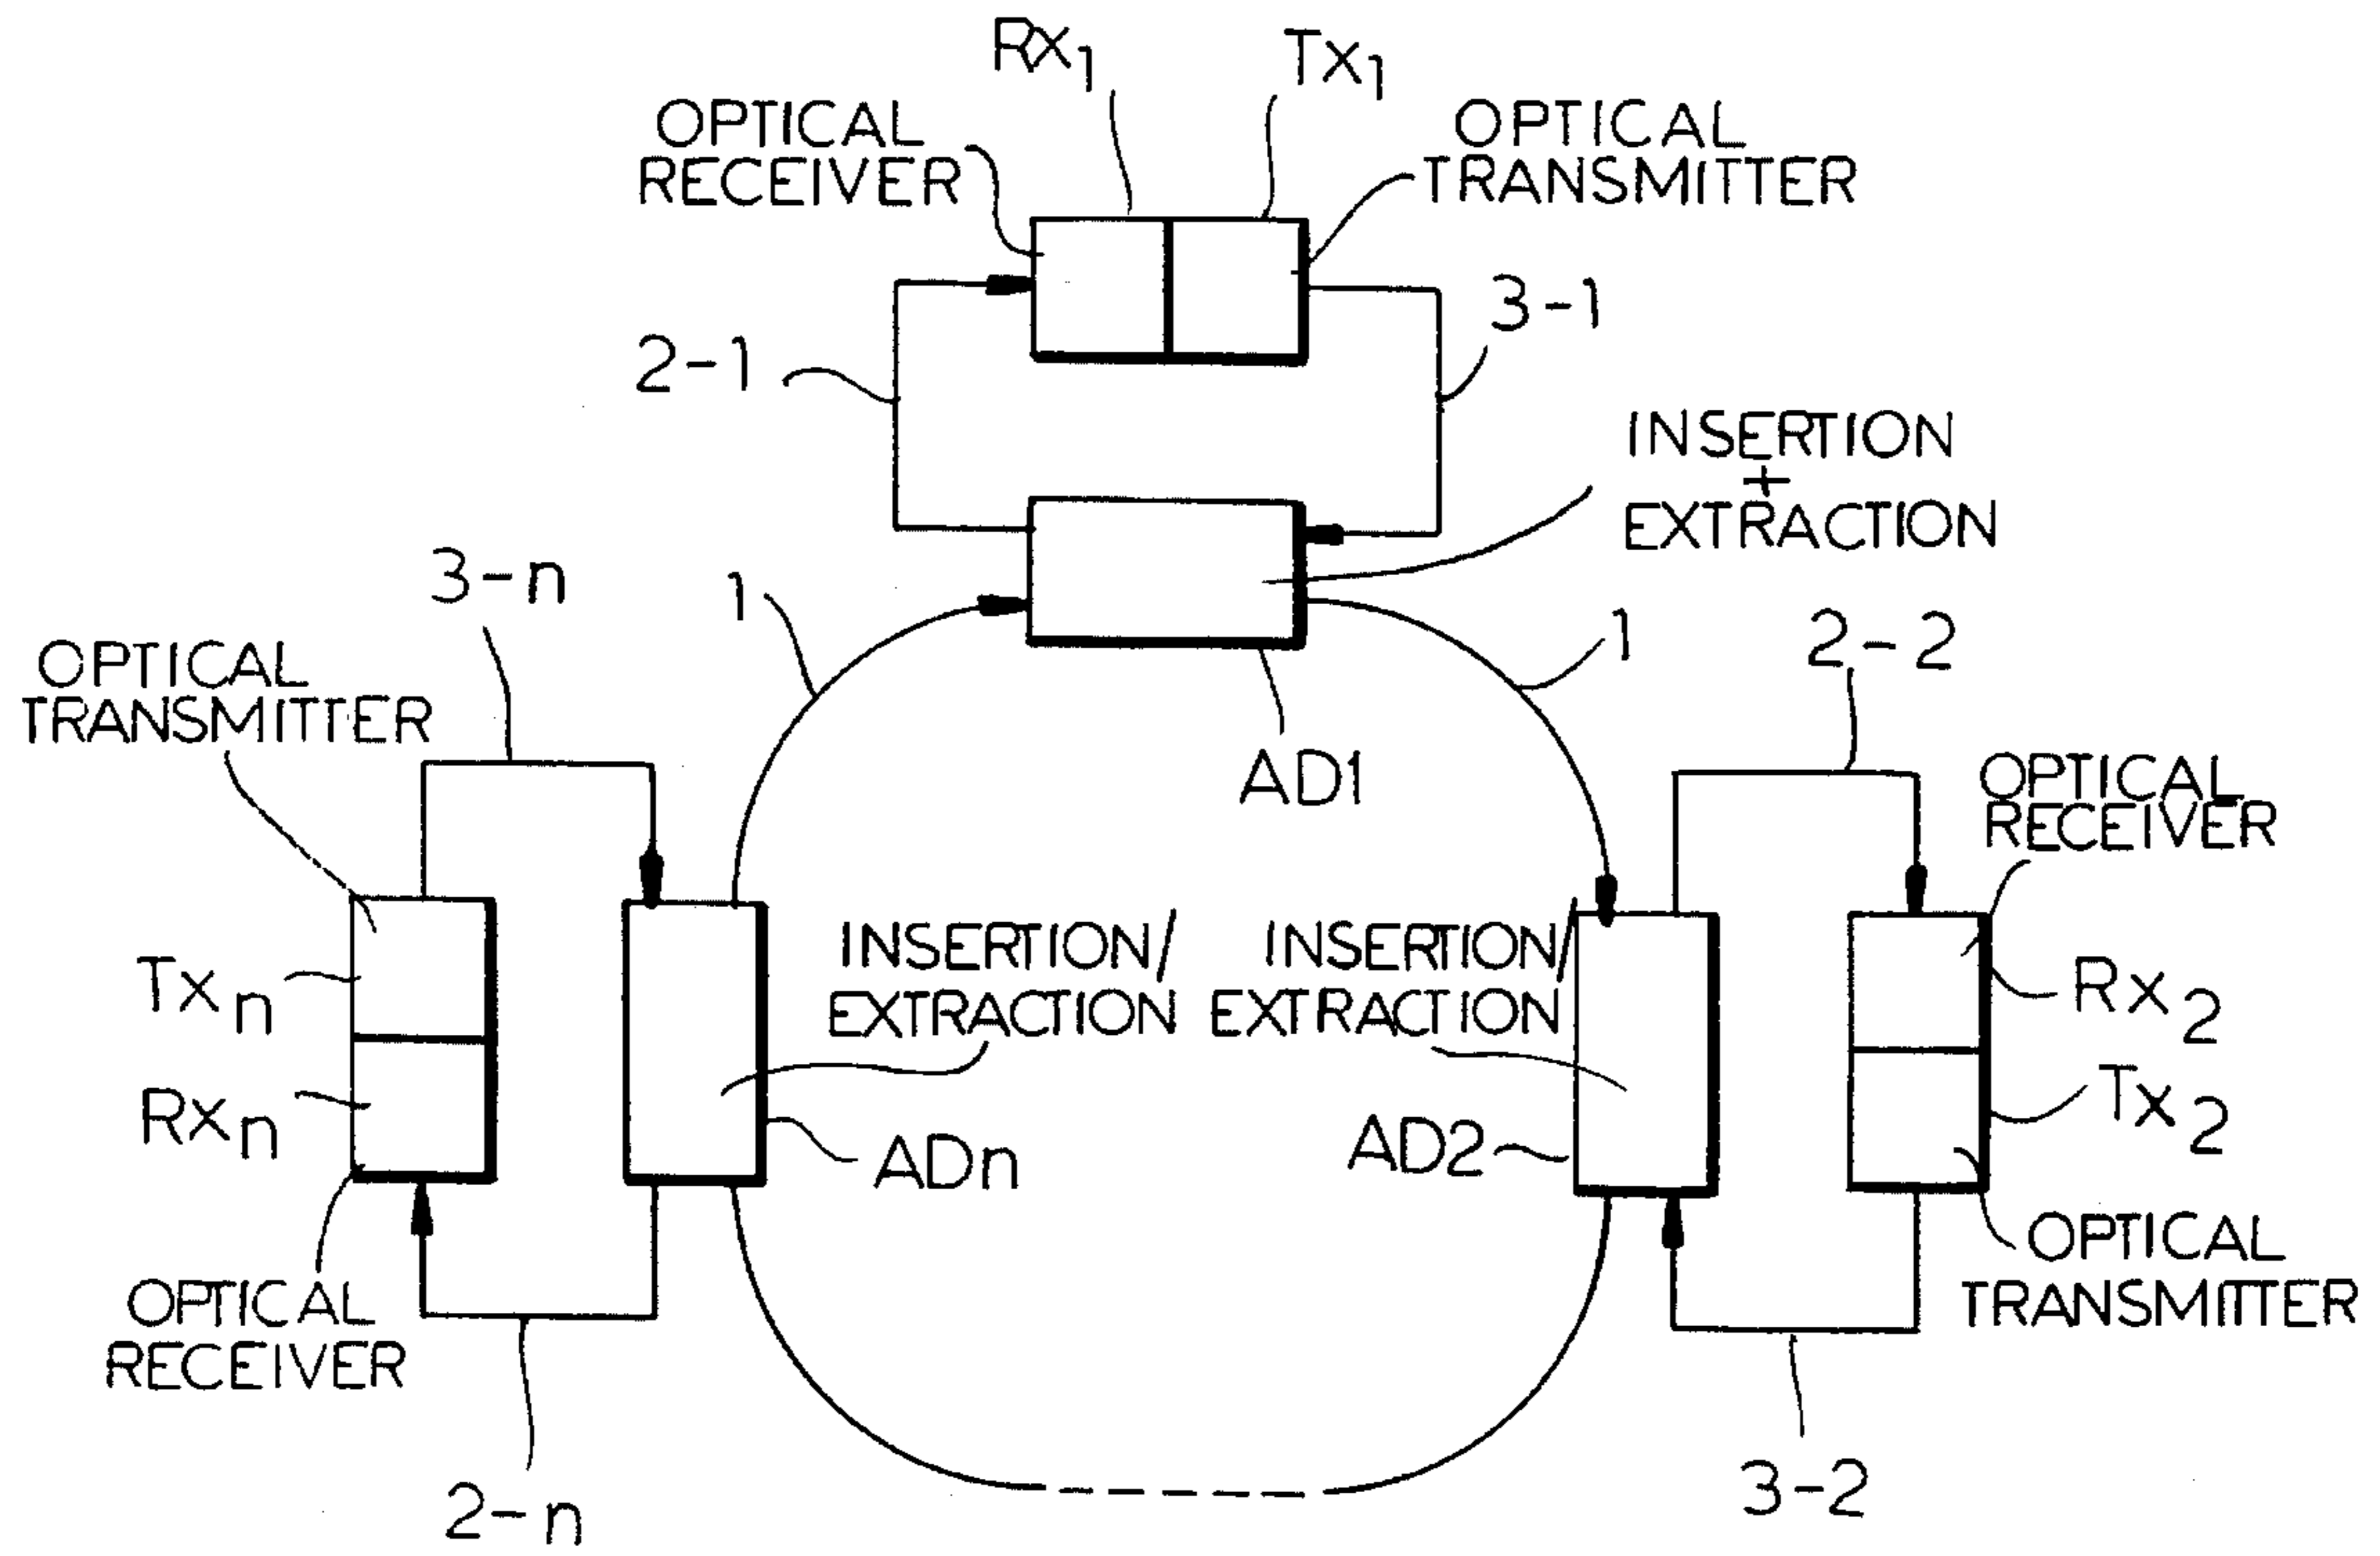 Rx1
Tx1
OPTICAL
RECEIVER
OPTICAL
TRANSMITTER
2-1
3-1
INSERTION
+
EXTRACTION
3-n
1
1
2-2
OPTICAL
TRANSMITTER
AD1
OPTICAL
RECEIVER
INSERTION/
EXTRACTION
INSERTION/
EXTRACTION
Txn
Rx2
Rxn
ADn
AD2
Tx2
OPTICAL
RECEIVER
OPTICAL
TRANSMITTER
2-n
3-2